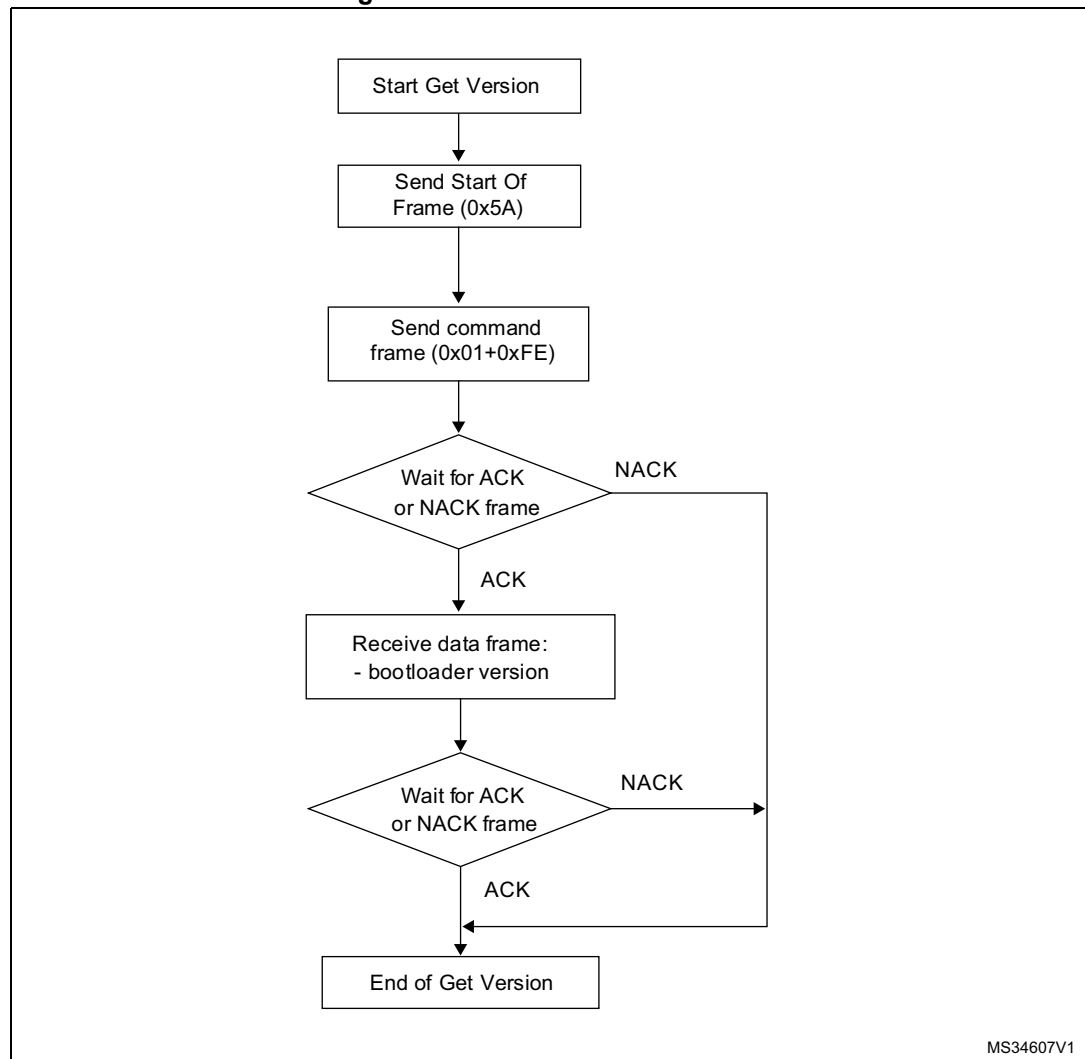 Start Get Version
Send Start Of
Frame (0x5A)
Send command
frame (0x01+0xFE)
Wait for ACK
or NACK frame
NACK
ACK
Receive data frame:
- bootloader version
Wait for ACK
or NACK frame
NACK
ACK
End of Get Version
MS34607V1